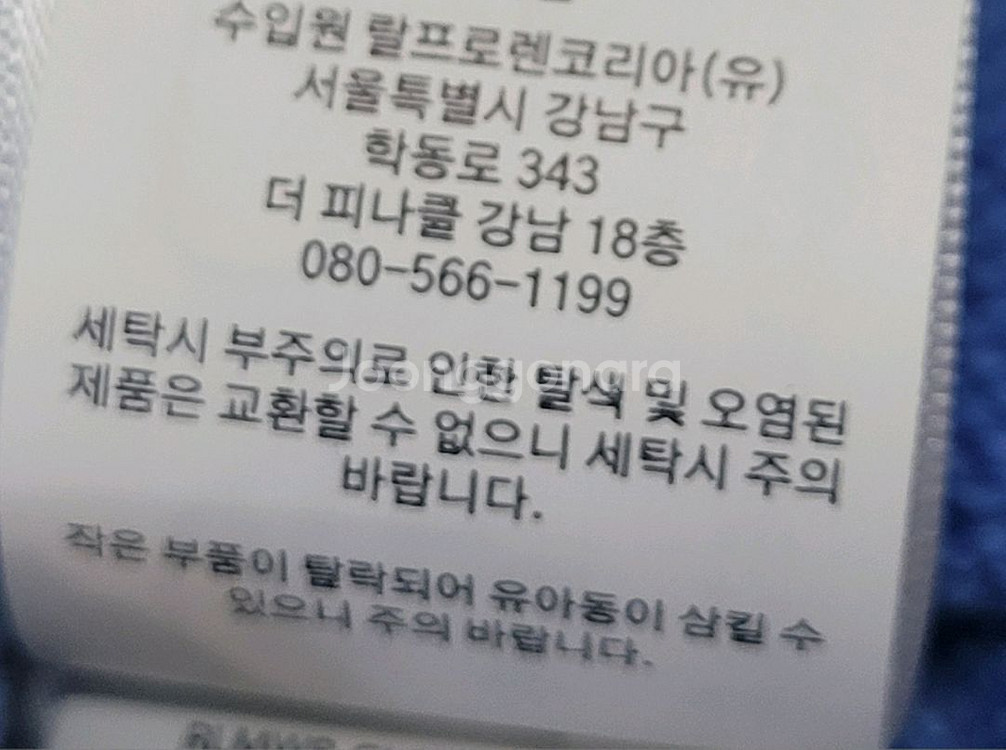 수입원 랄프로렌코리아(유)
서울특별시 강남구
학동로 343
더 피나클 강남 18층
080-566-1199
세탁시 부주의로 인한 탈색 및 오염된
Joonggonara
제품은 교환할 수 없으니 세탁시 주의
바랍니다.
작은 부품이 탈락되어 유아동이 삼킬 수
있으니 주의 바랍니다.